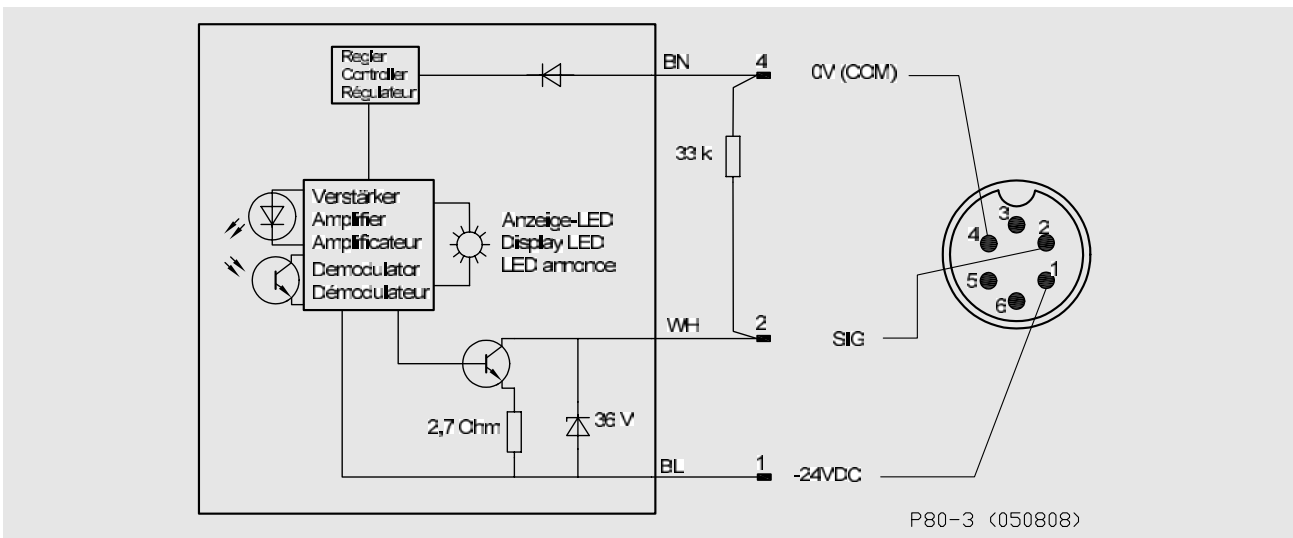 Regler
Controller
Régulateur
BN
4
0V (COM)
33 k
Verstärker
Amplifier
Amplificateur
Demodulator
Démodulateur
Anzeige-LED
Display LED
LED annonce
3
4
2
5
1
6
WH
2
SIG
2,7 Ohm
36 V
BL
1
-24VDC
P80-3 (050808)